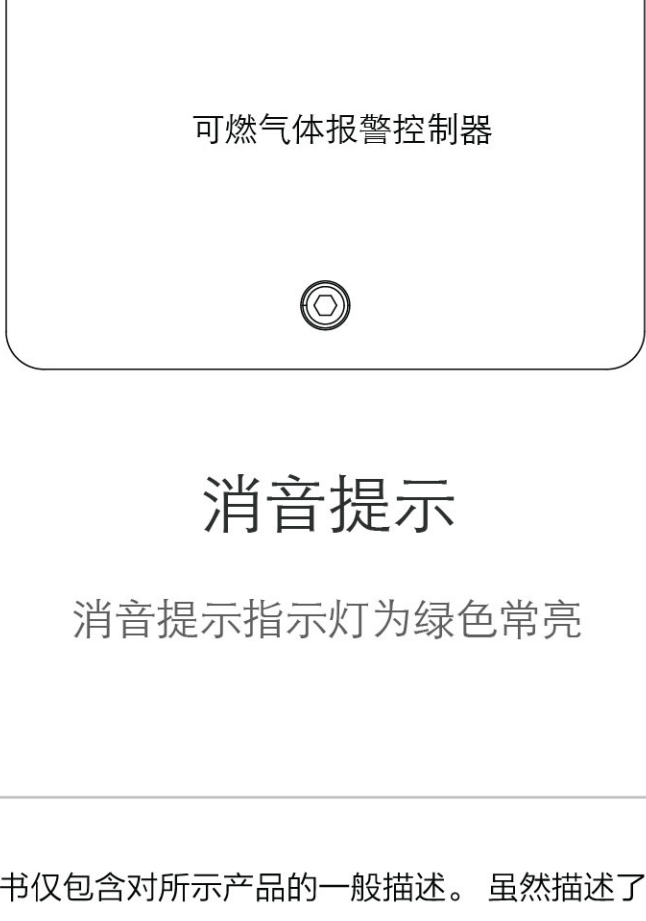 可燃气体报警控制器
消音提示
消音提示指示灯为绿色常亮
书仅包含对所示产品的一般描述。 虽然描述了